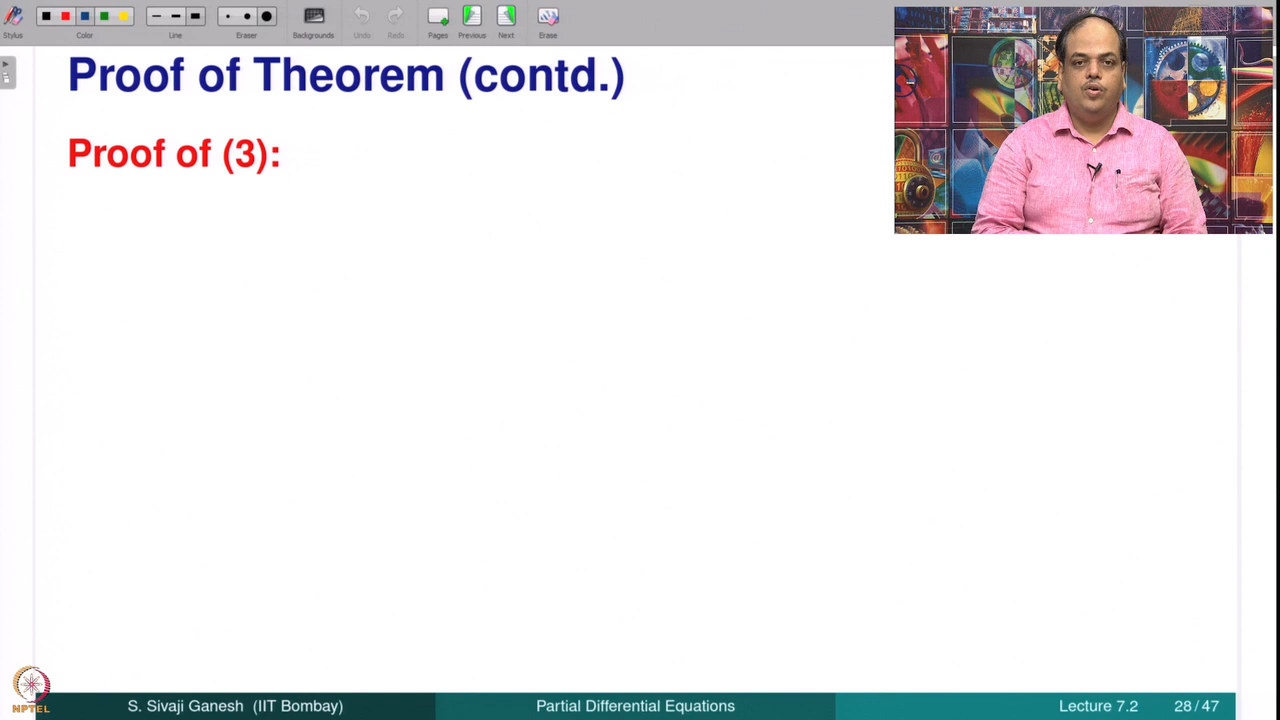 Stylus
Color
Line
Eraser
Backgrounds
Undo
Redo
Pages
Previous
Next
Erase
Proof of Theorem (contd.)
Proof of (3):
NPTEL
S. Sivaji Ganesh (IIT Bombay)
Partial Differential Equations
Lecture 7.2
28/47